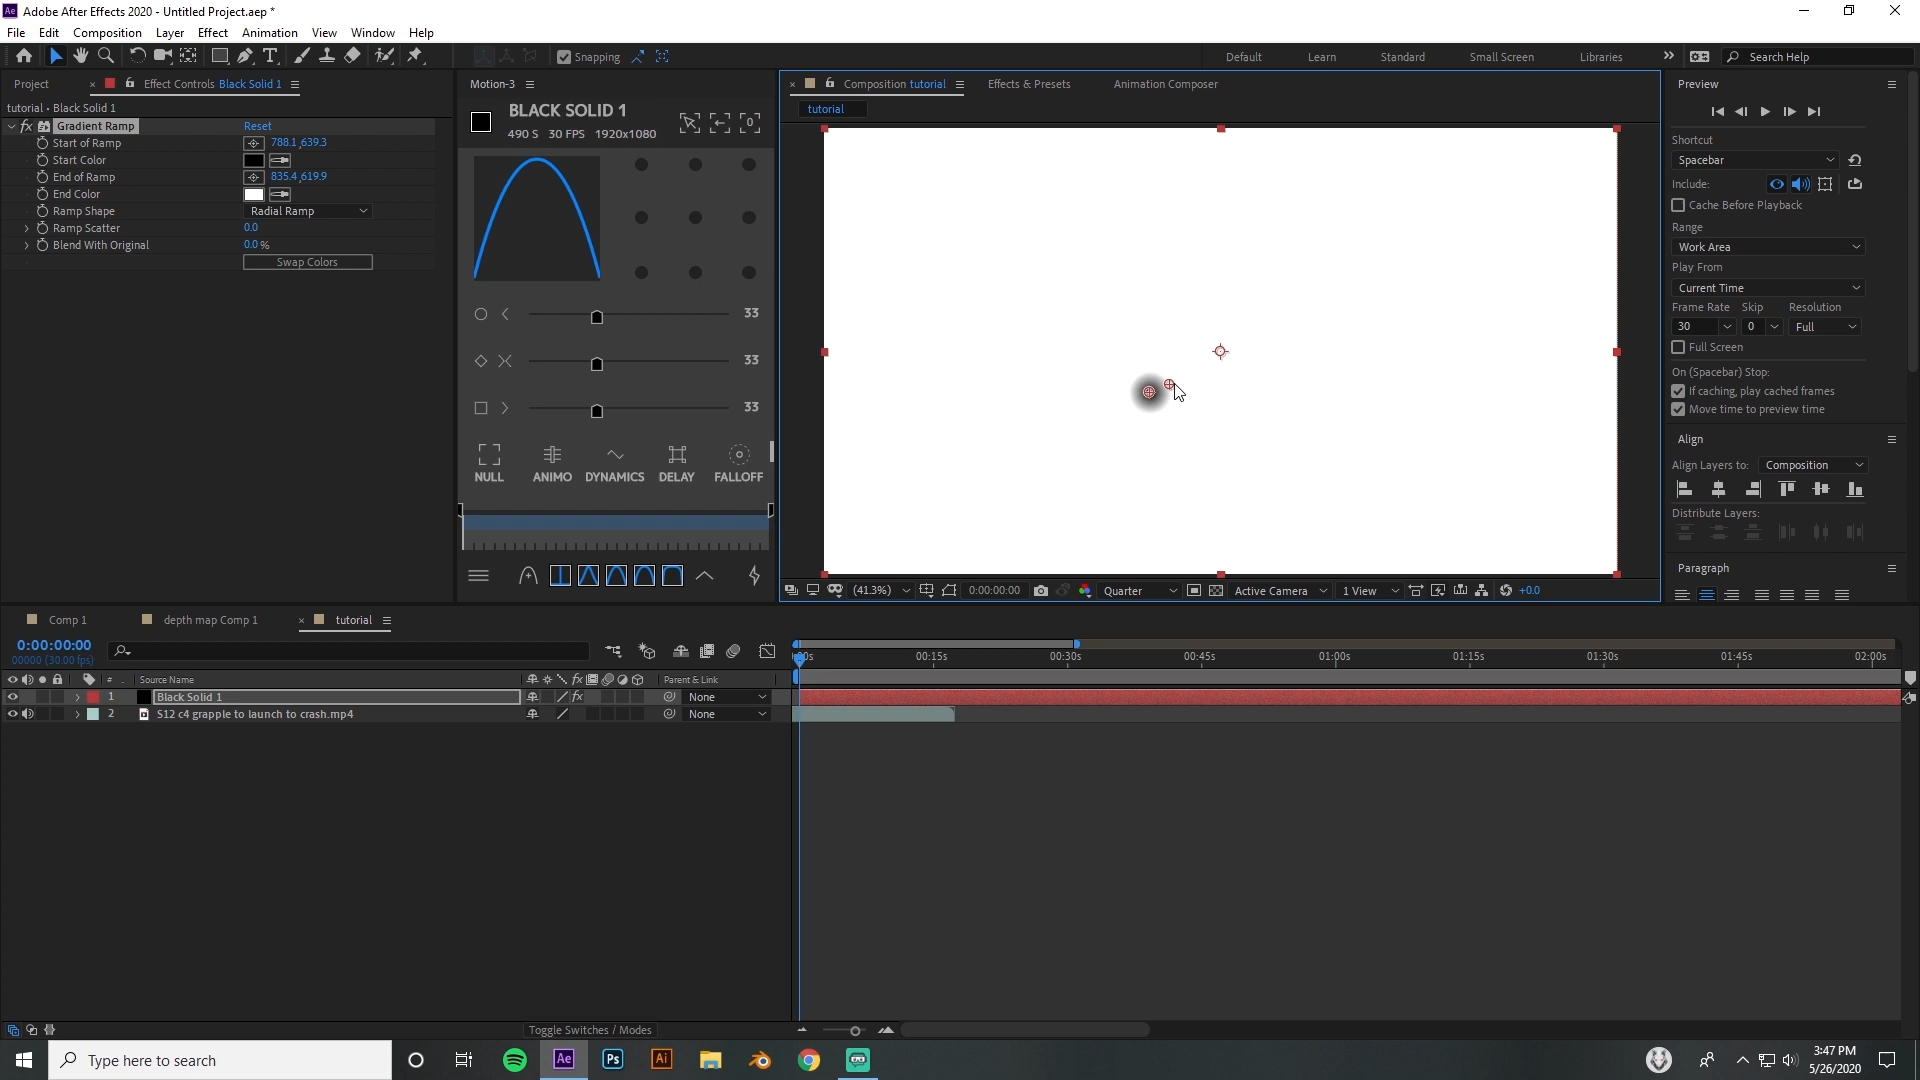 Ae Adobe After Effects 2020 - Untitled Project.aep *
File Edit Composition Layer Effect Animation View Window Help
Snapping Default Learn Standard Small Screen Libraries Search Help
Project Effect Controls Black Solid 1
tutorial • Black Solid 1
fx Gradient Ramp Reset
Start of Ramp 788.1,639.3
Start Color
End of Ramp 835.4,619.9
End Color
Ramp Shape Radial Ramp
Ramp Scatter 0.0
Blend With Original 0.0 %
Swap Colors
Motion-3
BLACK SOLID 1
490 S 30 FPS 1920x1080
0
33
33
33
NULL ANIMO DYNAMICS DELAY FALLOFF
Composition tutorial Effects & Presets Animation Composer
tutorial
(41.3%) 0:00:00:00 Quarter Active Camera 1 View +0.0
Preview
Shortcut
Spacebar
Include:
Cache Before Playback
Range
Work Area
Play From
Current Time
Frame Rate Skip Resolution
30 0 Full
Full Screen
On (Spacebar) Stop:
If caching, play cached frames
Move time to preview time
Align
Align Layers to: Composition
Distribute Layers:
Paragraph
Comp 1 depth map Comp 1 tutorial
0:00:00:00
00000 (30.00 fps)
00:15s 00:30s 00:45s 01:00s 01:15s 01:30s 01:45s 02:00s
# Source Name fx Parent & Link
1 Black Solid 1 fx None
2 S12 c4 grapple to launch to crash.mp4 None
Toggle Switches / Modes
Type here to search
Ae Ps Ai
3:47 PM
5/26/2020